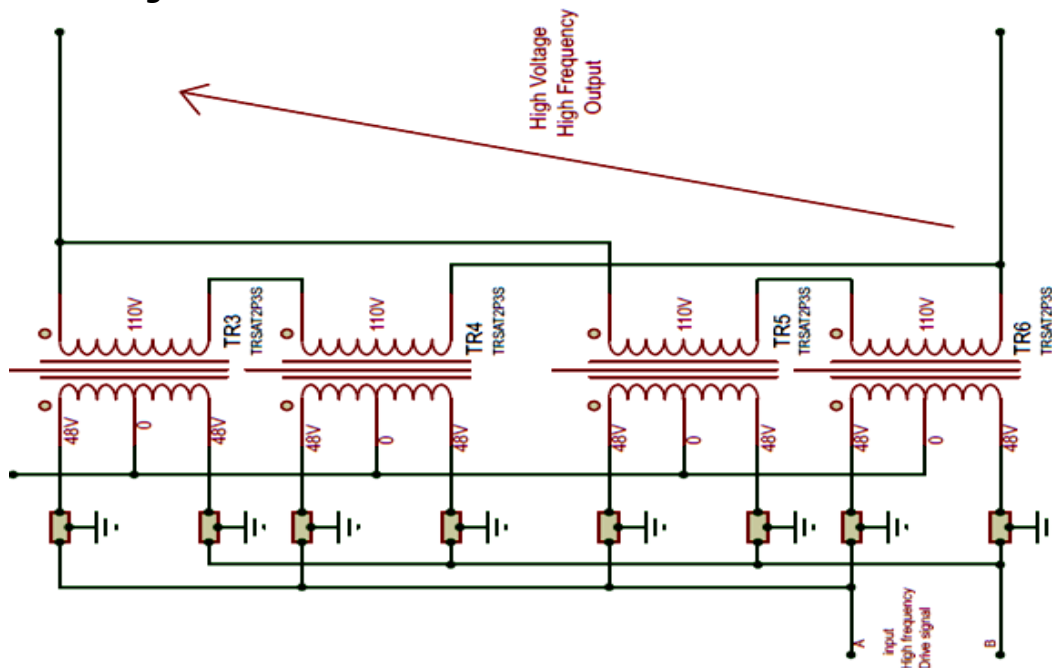 High Voltage
High Frequency
Output
110V
TR3
TRSAT2P3S
110V
TR4
TRSAT2P3S
110V
TR5
TRSAT2P3S
110V
TR6
TRSAT2P3S
48V
0
48V
48V
0
48V
48V
0
48V
48V
0
48V
A
input
High frequency
Drive signal
B